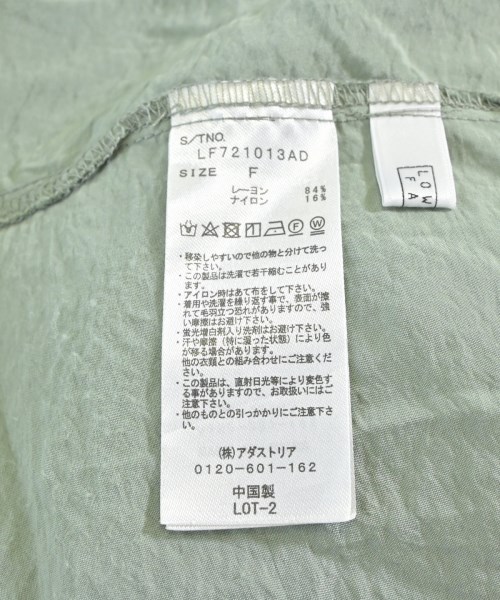 S/TNO.
LF721013AD
SIZE F
レーヨン 84%
ナイロン 16%
・移染しやすいので他の物と分けて洗っ
て下さい。
・この製品は洗濯で若干縮むことがあり
ます。
・アイロン時はあて布をして下さい。
・着用や洗濯を繰り返す事で、表面が擦
れて毛羽立つ恐れがありますので、強
い摩擦はお避け下さい。
・蛍光増白剤入り洗剤はお避け下さい。
・汗や摩擦（特に湿った状態）により色
が移る場合があります。
他の衣類との組み合わせにご注意くださ
い。
・この製品は、直射日光等により変色す
る事がありますので、お取扱いにはご
注意下さい。
・他のものとの引っかかりにご注意下さ
い。
(株)アダストリア
0120-601-162
中国製
LOT-2
LOW
FA